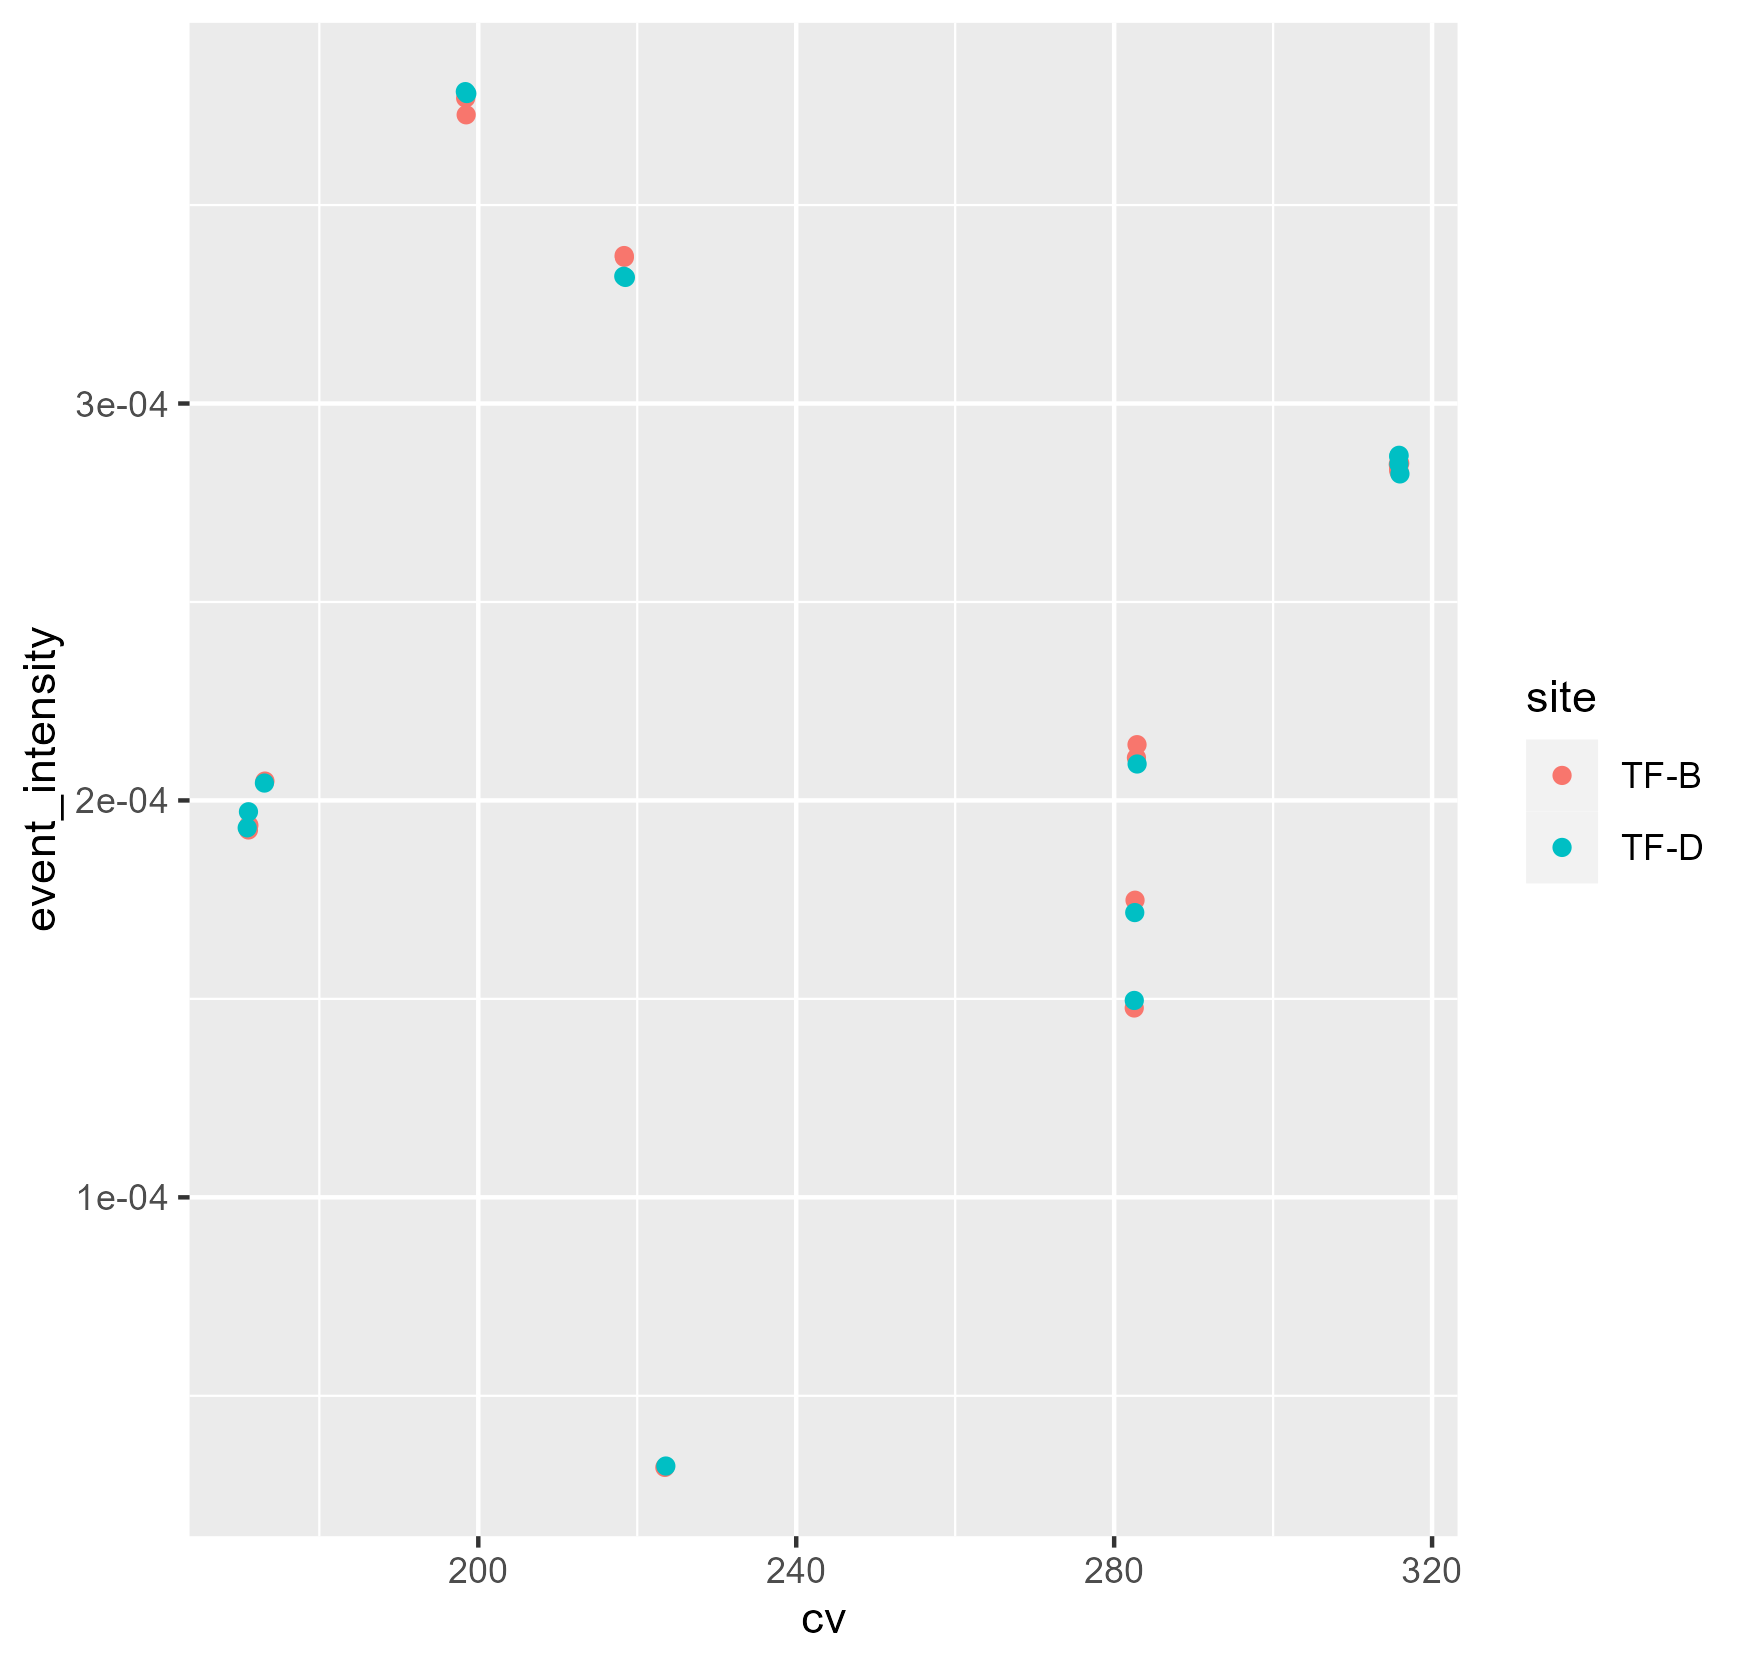 event_intensity
3e-04
2e-04
1e-04
200
240
280
320
cv
site
TF-B
TF-D